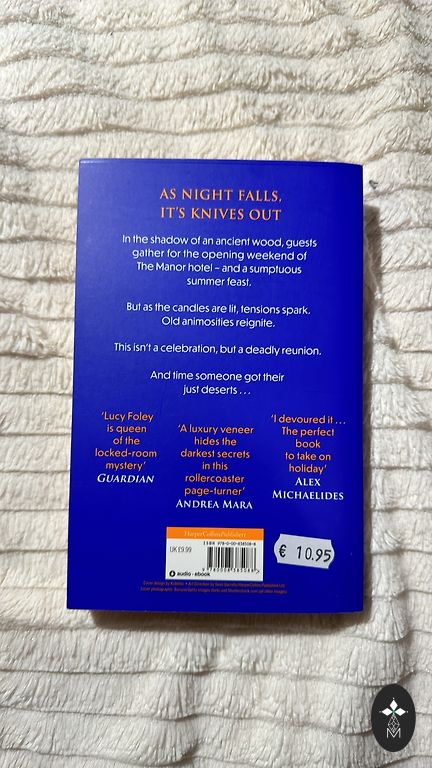 AS NIGHT FALLS,
IT'S KNIVES OUT
In the shadow of an ancient wood, guests
gather for the opening weekend of
The Manor hotel – and a sumptuous
summer feast.
But as the candles are lit, tensions spark.
Old animosities reignite.
This isn't a celebration, but a deadly reunion.
And time someone got their
just deserts ...
'Lucy Foley
is queen
of the
locked-room
mystery'
GUARDIAN
'A luxury veneer
hides the
darkest secrets
in this
rollercoaster
page-turner'
ANDREA MARA
'I devoured it ...
The perfect
book
to take on
holiday'
ALEX
MICHAELIDES
HarperCollinsPublishers
UK £9.99
audio · ebook
€ 10.95